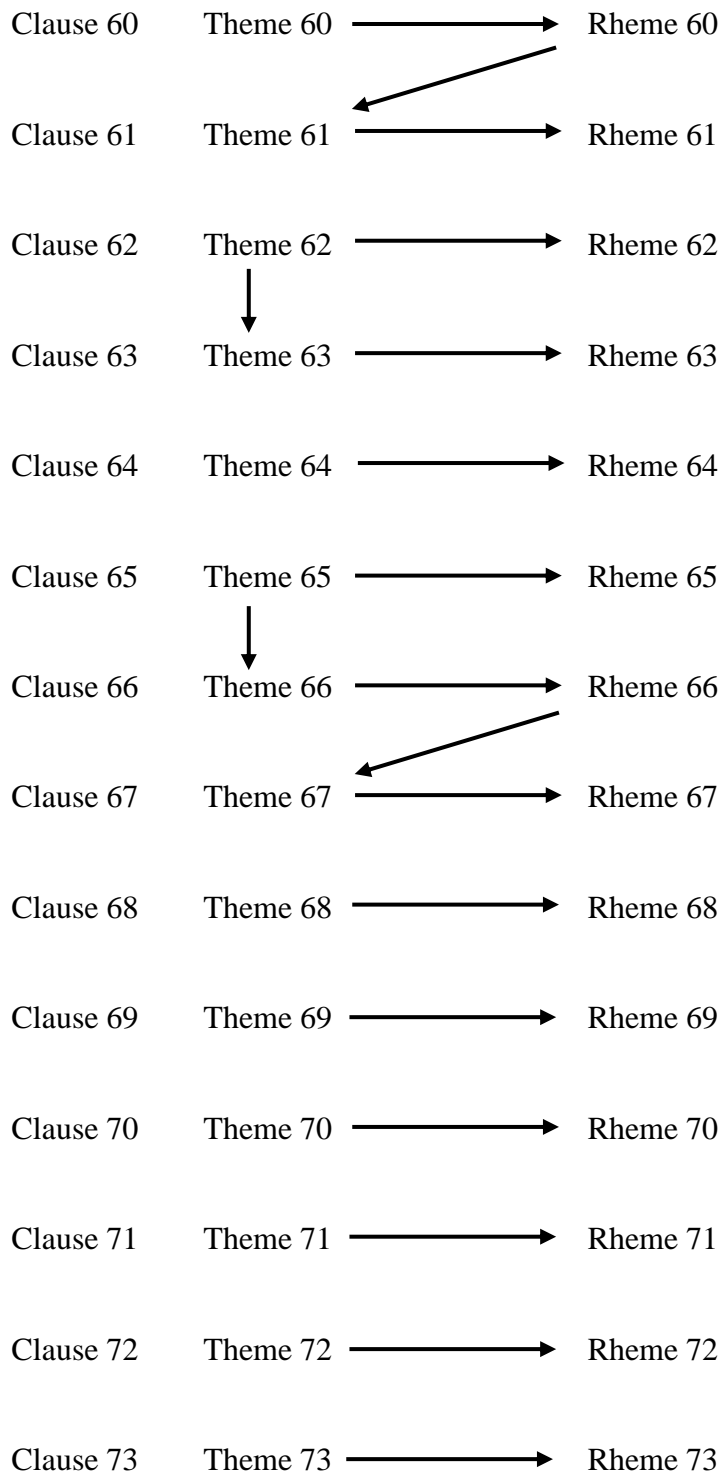 Clause 60 Theme 60 Rheme 60
Clause 61 Theme 61 Rheme 61
Clause 62 Theme 62 Rheme 62
Clause 63 Theme 63 Rheme 63
Clause 64 Theme 64 Rheme 64
Clause 65 Theme 65 Rheme 65
Clause 66 Theme 66 Rheme 66
Clause 67 Theme 67 Rheme 67
Clause 68 Theme 68 Rheme 68
Clause 69 Theme 69 Rheme 69
Clause 70 Theme 70 Rheme 70
Clause 71 Theme 71 Rheme 71
Clause 72 Theme 72 Rheme 72
Clause 73 Theme 73 Rheme 73